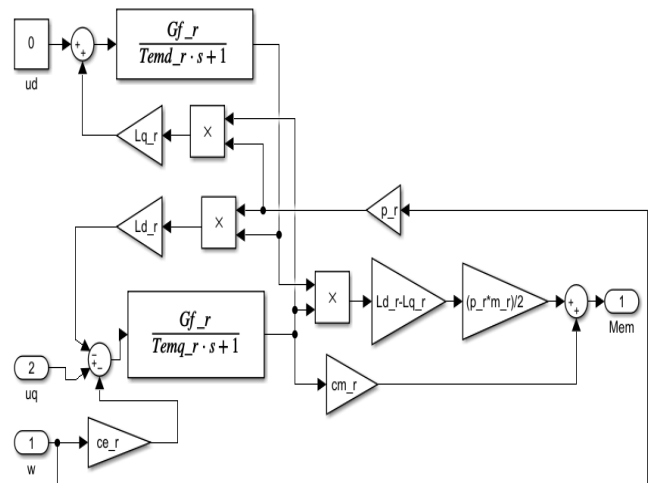 0
ud
+
+
Gf_r
Temd_r · s + 1
Lq_r
X
Ld_r
X
p_r
X
Ld_r-Lq_r
(p_r*m_r)/2
+
+
1
Mem
Gf_r
Temq_r · s + 1
−
+
−
2
uq
cm_r
ce_r
1
w